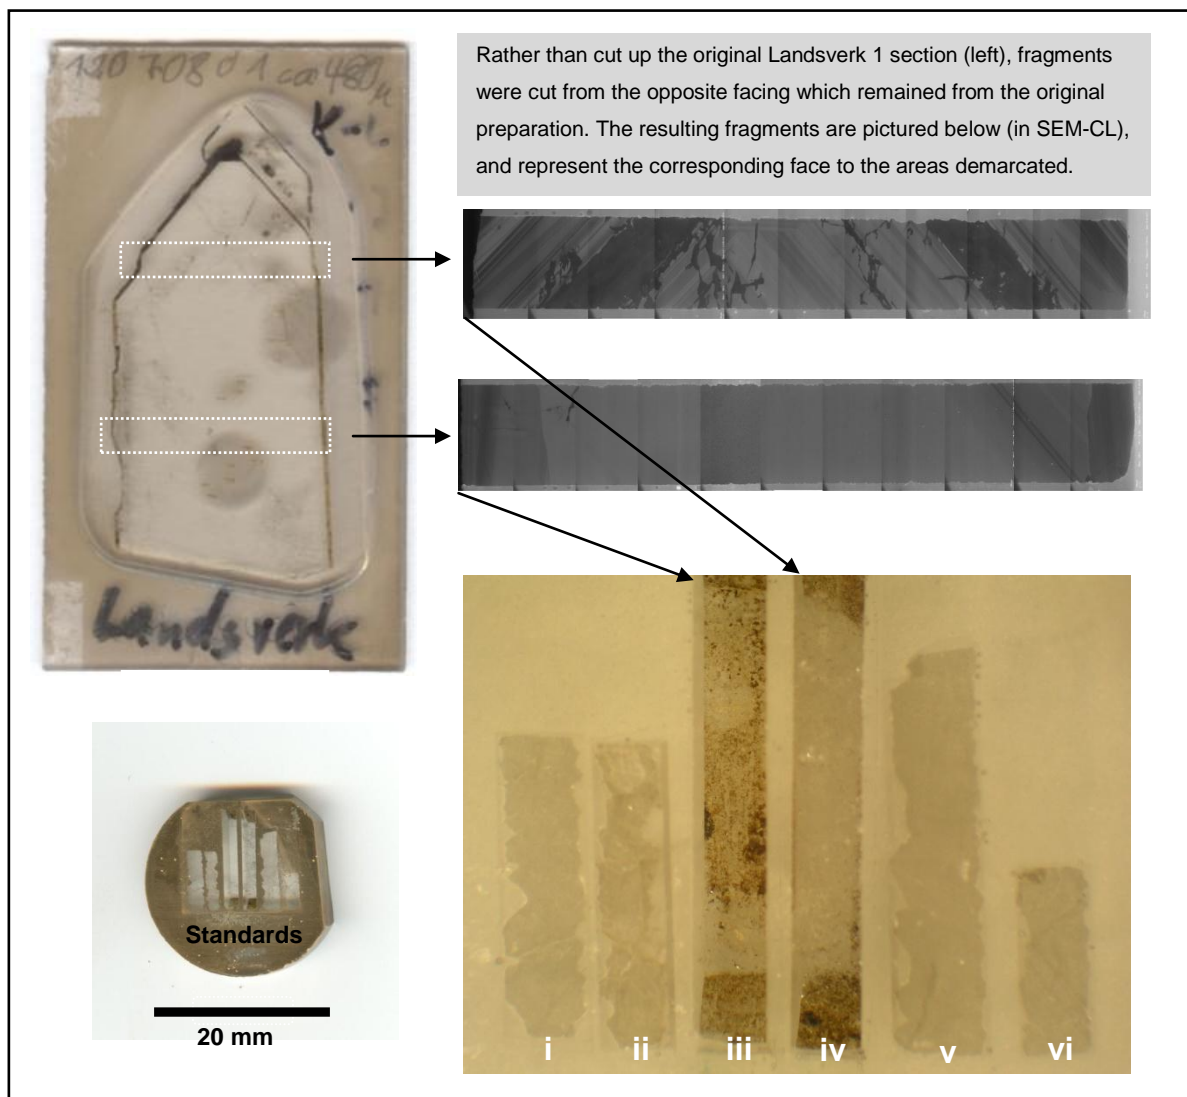 Rather than cut up the original Landsverk 1 section (left), fragments
were cut from the opposite facing which remained from the original
preparation. The resulting fragments are pictured below (in SEM-CL),
and represent the corresponding face to the areas demarcated.
Landsverk
Standards
20 mm
i ii iii iv v vi